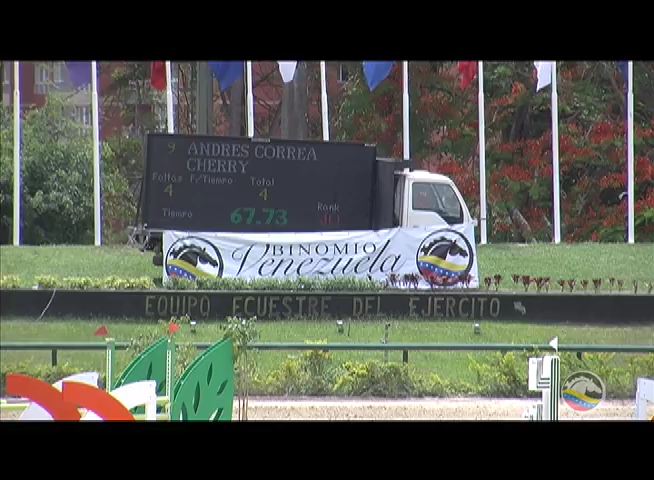 9 ANDRES CORREA
CHERRY
Faltas F/Tiempo Total
4 4
Tiempo 67.73 Rank
BINOMIO
Venezuela
EQUIPO ECUESTRE DEL EJERCITO